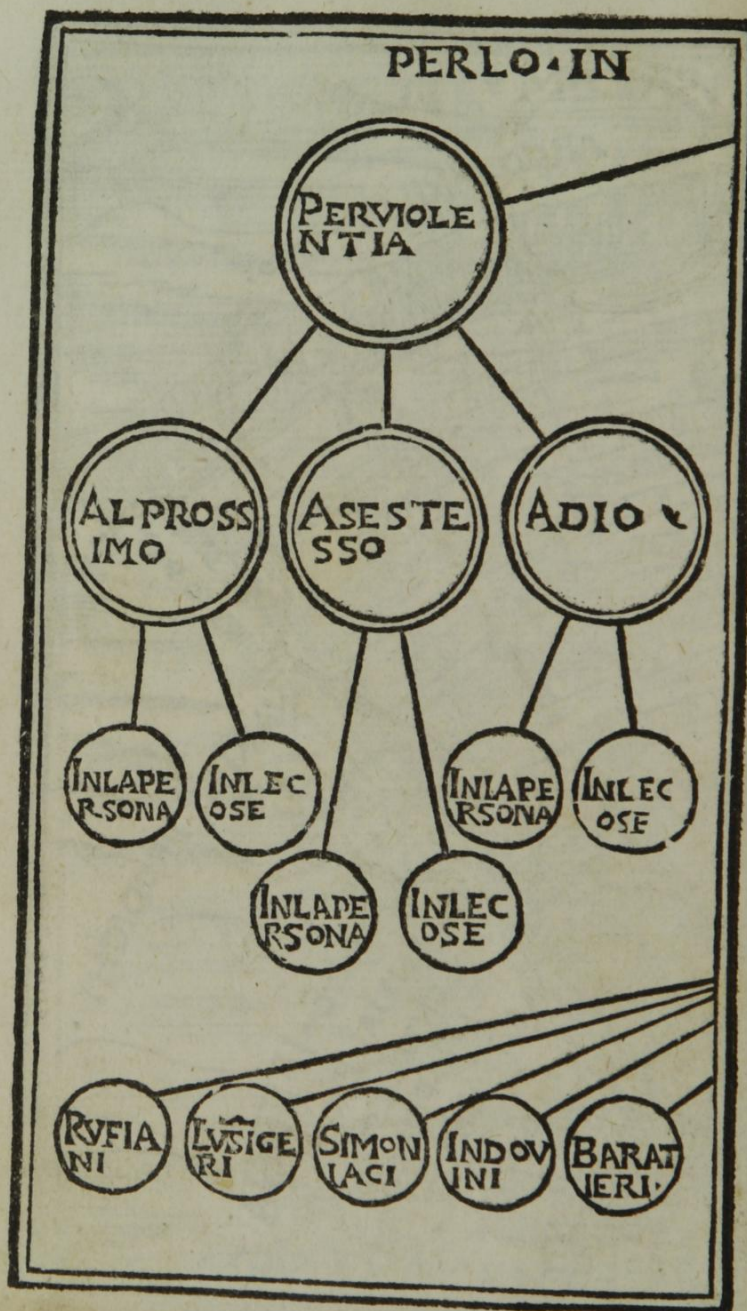 PERLO·IN
PERVIOLE
NTIA
ALPROSS
IMO
ASESTE
SSO
ADIO
INLAPE
RSONA
INLEC
OSE
INLAPE
RSONA
INLEC
OSE
INLAPE
RSONA
INLEC
OSE
RVFIA
NI
LVSĨGE
RI
SIMON
IACI
INDOV
INI
BARAT
IERI·